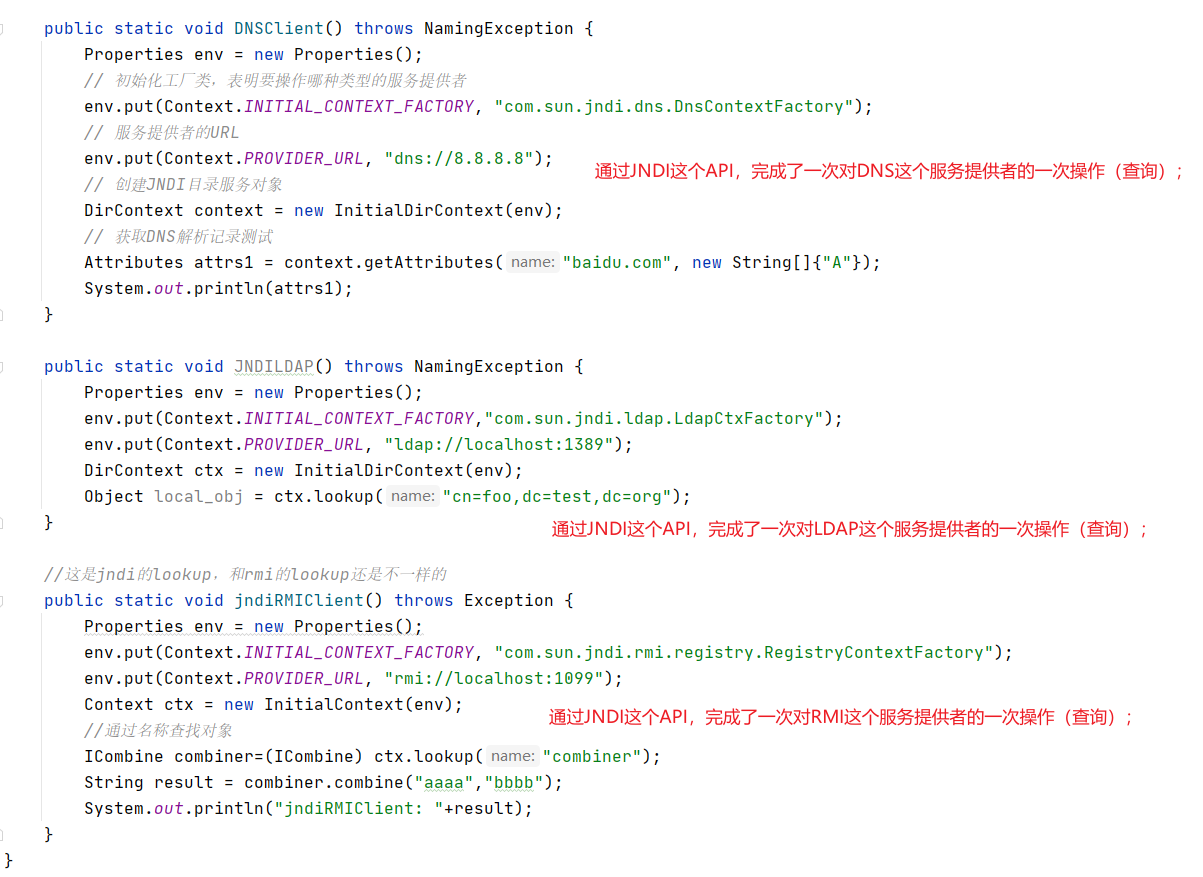 public static void DNSClient() throws NamingException {
Properties env = new Properties();
// 初始化工厂类，表明要操作哪种类型的服务提供者
env.put(Context.INITIAL_CONTEXT_FACTORY, "com.sun.jndi.dns.DnsContextFactory");
// 服务提供者的URL
env.put(Context.PROVIDER_URL, "dns://8.8.8.8");
通过JNDI这个API，完成了一次对DNS这个服务提供者的一次操作（查询）；
// 创建JNDI目录服务对象
DirContext context = new InitialDirContext(env);
// 获取DNS解析记录测试
Attributes attrs1 = context.getAttributes( name: "baidu.com", new String[]{"A"});
System.out.println(attrs1);
}
public static void JNDILDAP() throws NamingException {
Properties env = new Properties();
env.put(Context.INITIAL_CONTEXT_FACTORY,"com.sun.jndi.ldap.LdapCtxFactory");
env.put(Context.PROVIDER_URL, "ldap://localhost:1389");
DirContext ctx = new InitialDirContext(env);
Object local_obj = ctx.lookup( name: "cn=foo,dc=test,dc=org");
}
通过JNDI这个API，完成了一次对LDAP这个服务提供者的一次操作（查询）；
//这是jndi的lookup，和rmi的lookup还是不一样的
public static void jndiRMIClient() throws Exception {
Properties env = new Properties();
env.put(Context.INITIAL_CONTEXT_FACTORY, "com.sun.jndi.rmi.registry.RegistryContextFactory");
env.put(Context.PROVIDER_URL, "rmi://localhost:1099");
Context ctx = new InitialContext(env);
通过JNDI这个API，完成了一次对RMI这个服务提供者的一次操作（查询）；
//通过名称查找对象
ICombine combiner=(ICombine) ctx.lookup( name: "combiner");
String result = combiner.combine("aaaa","bbbb");
System.out.println("jndiRMIClient: "+result);
}
}